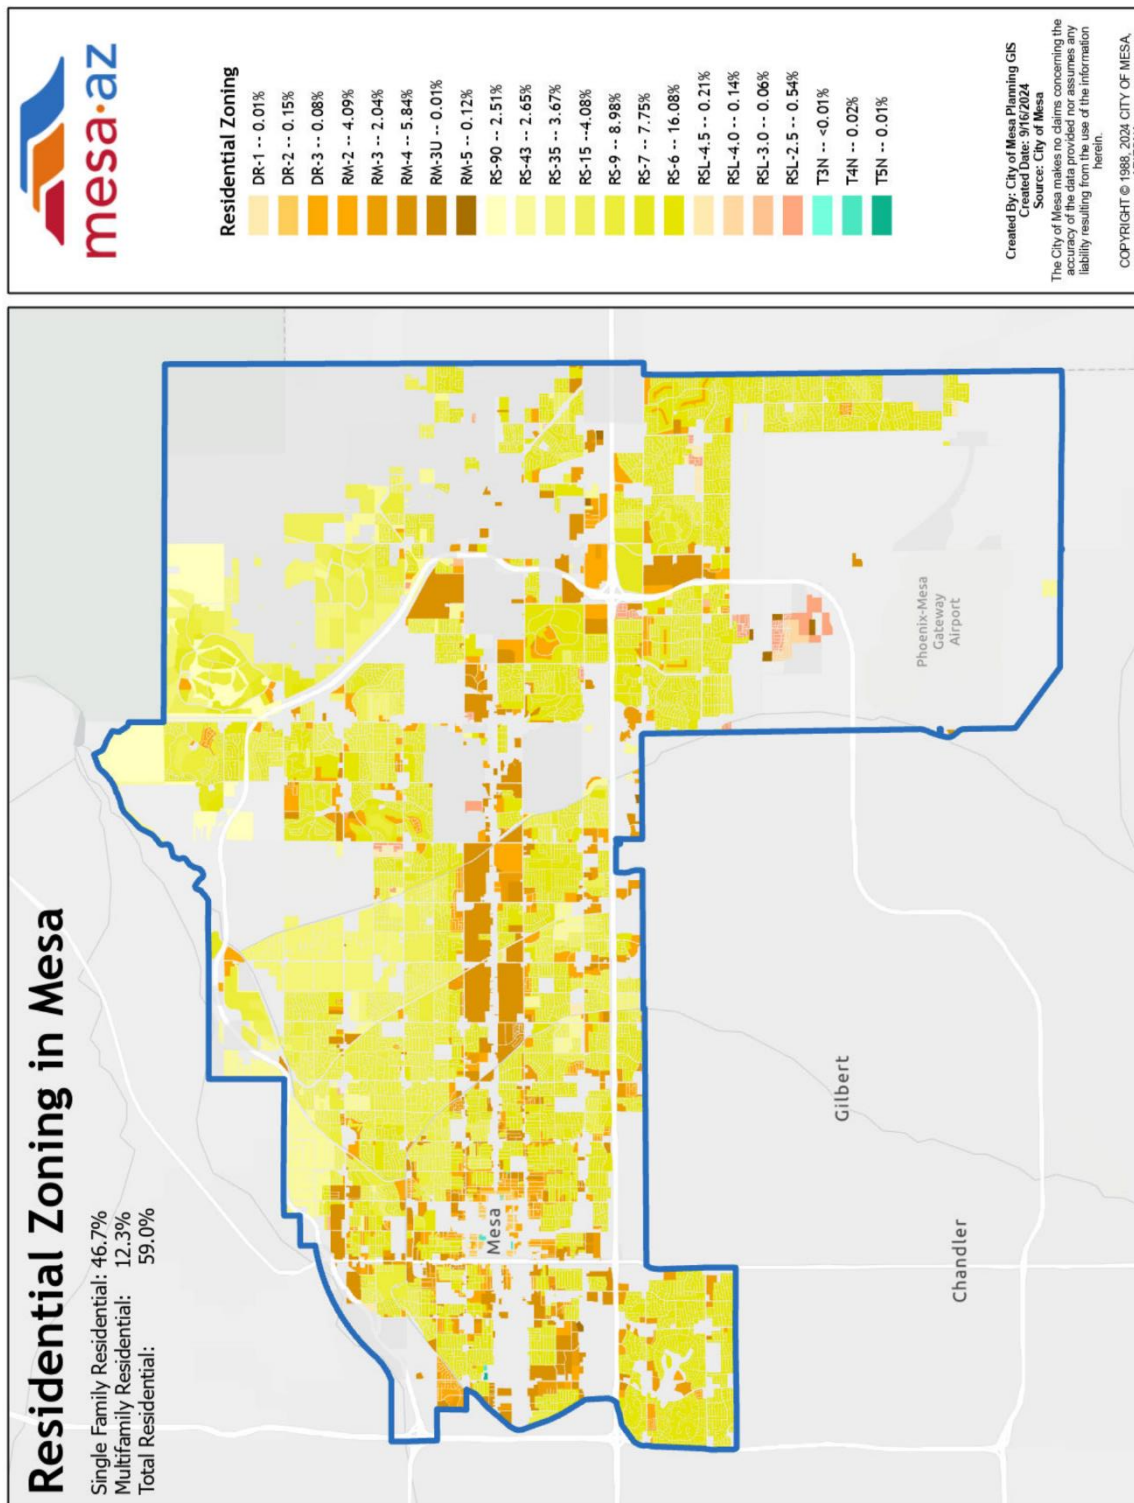 Residential Zoning in Mesa
Single Family Residential: 46.7%
Multifamily Residential: 12.3%
Total Residential: 59.0%
Mesa
Gilbert
Chandler
Phoenix-Mesa
Gateway
Airport
mesa·az
Residential Zoning
DR-1 -- 0.01%
DR-2 -- 0.15%
DR-3 -- 0.08%
RM-2 -- 4.09%
RM-3 -- 2.04%
RM-4 -- 5.84%
RM-3U -- 0.01%
RM-5 -- 0.12%
RS-90 -- 2.51%
RS-43 -- 2.65%
RS-35 -- 3.67%
RS-15 --4.08%
RS-9 -- 8.98%
RS-7 -- 7.75%
RS-6 -- 16.08%
RSL-4.5 -- 0.21%
RSL-4.0 -- 0.14%
RSL-3.0 -- 0.06%
RSL-2.5 -- 0.54%
T3N -- <0.01%
T4N -- 0.02%
T5N -- 0.01%
Created By: City of Mesa Planning GIS
Created Date: 9/16/2024
Source: City of Mesa
The City of Mesa makes no claims concerning the
accuracy of the data provided nor assumes any
liability resulting from the use of the information
herein.
COPYRIGHT © 1988, 2024 CITY OF MESA,